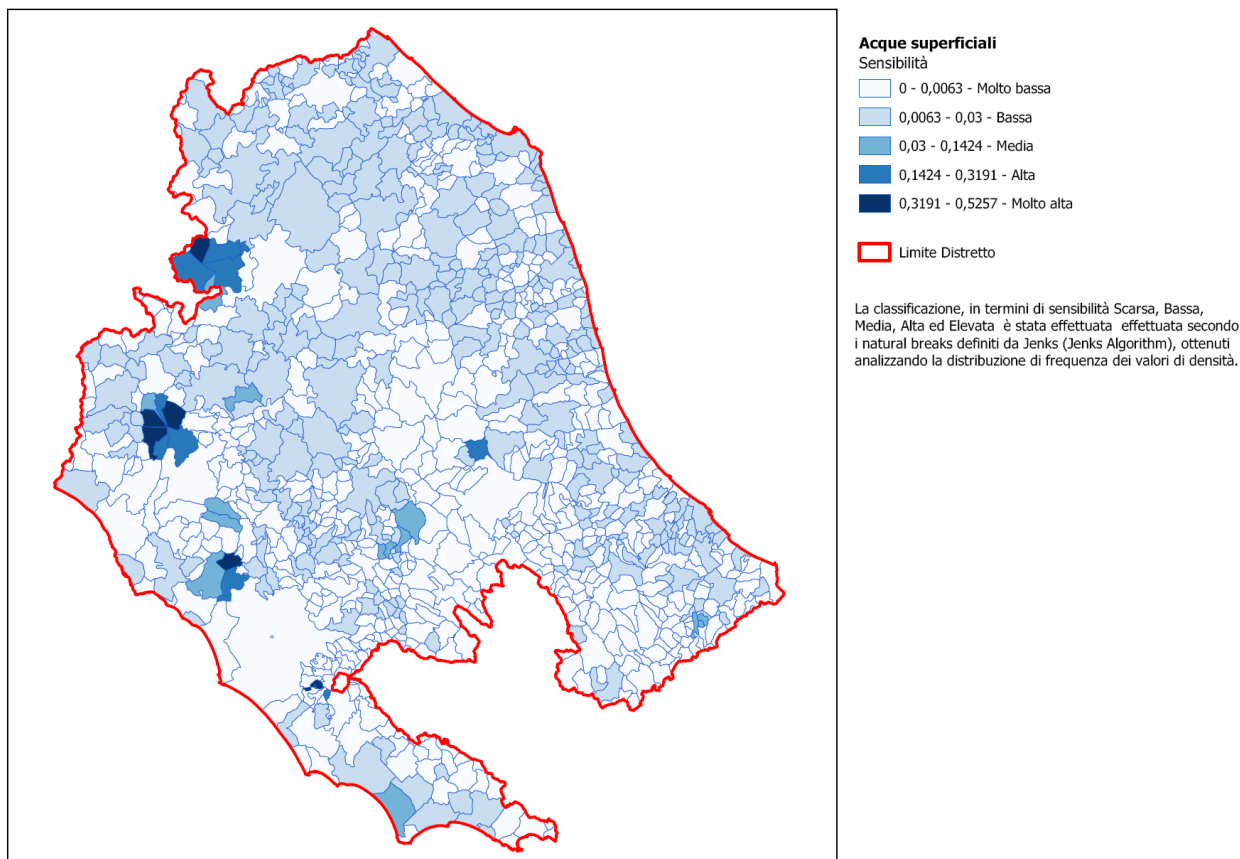 Acque superficiali
Sensibilità
0 - 0,0063 - Molto bassa
0,0063 - 0,03 - Bassa
0,03 - 0,1424 - Media
0,1424 - 0,3191 - Alta
0,3191 - 0,5257 - Molto alta
Limite Distretto
La classificazione, in termini di sensibilità Scarsa, Bassa,
Media, Alta ed Elevata è stata effettuata effettuata secondo
i natural breaks definiti da Jenks (Jenks Algorithm), ottenuti
analizzando la distribuzione di frequenza dei valori di densità.